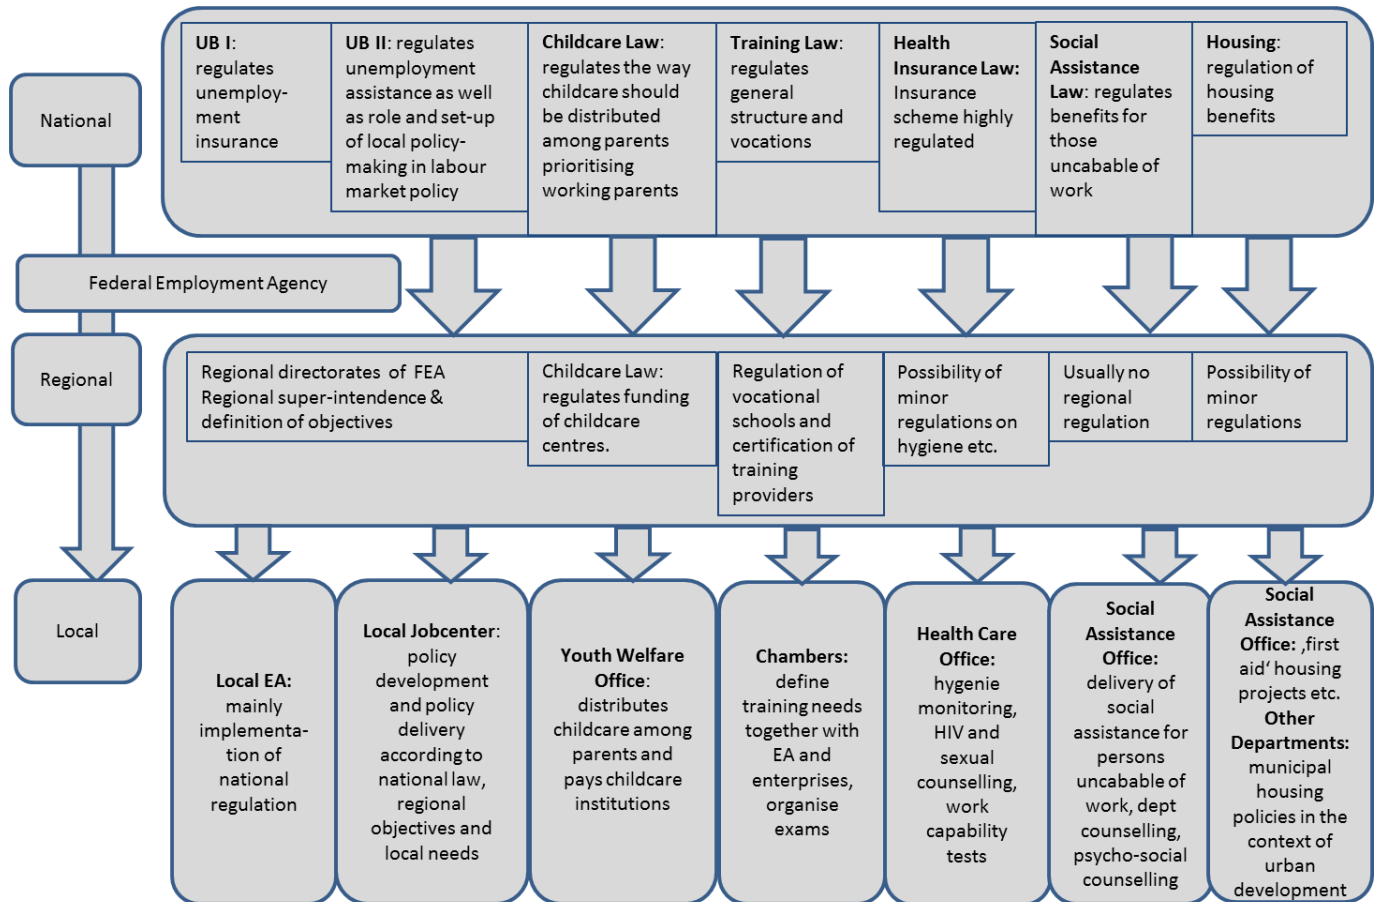 National
UB I:
regulates
unemploy-
ment
insurance
UB II: regulates
unemployment
assistance as well
as role and set-up
of local policy-
making in labour
market policy
Childcare Law:
regulates the way
childcare should
be distributed
among parents
prioritising
working parents
Training Law:
regulates
general
structure and
vocations
Health
Insurance Law:
Insurance
scheme highly
regulated
Social
Assistance
Law: regulates
benefits for
those
uncabable of
work
Housing:
regulation of
housing
benefits
Federal Employment Agency
Regional
Regional directorates of FEA
Regional super-intendence &
definition of objectives
Childcare Law:
regulates funding
of childcare
centres.
Regulation of
vocational
schools and
certification of
training
providers
Possibility of
minor
regulations on
hygiene etc.
Usually no
regional
regulation
Possibility of
minor
regulations
Local
Local EA:
mainly
implementa-
tion of
national
regulation
Local Jobcenter:
policy
development
and policy
delivery
according to
national law,
regional
objectives and
local needs
Youth Welfare
Office:
distributes
childcare among
parents and
pays childcare
institutions
Chambers:
define
training needs
together with
EA and
enterprises,
organise
exams
Health Care
Office:
hygenie
monitoring,
HIV and
sexual
counselling,
work
capability
tests
Social
Assistance
Office:
delivery of
social
assistance for
persons
uncabable of
work, dept
counselling,
psycho-social
counselling
Social
Assistance
Office: ‚first
aid‘ housing
projects etc.
Other
Departments:
municipal
housing
policies in the
context of
urban
development